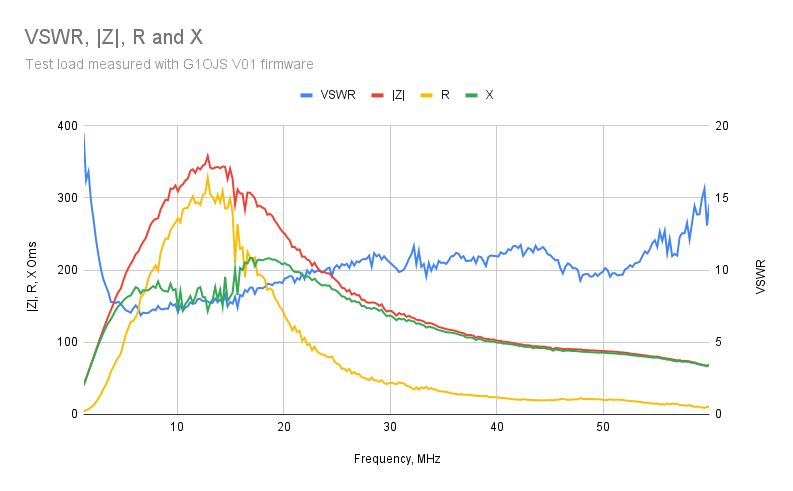 VSWR, |Z|, R and X
Test load measured with G1OJS V01 firmware
VSWR |Z| R X
400
300
200
100
0
20
15
10
5
0
|Z|, R, X Oms
VSWR
10 20 30 40 50
Frequency, MHz